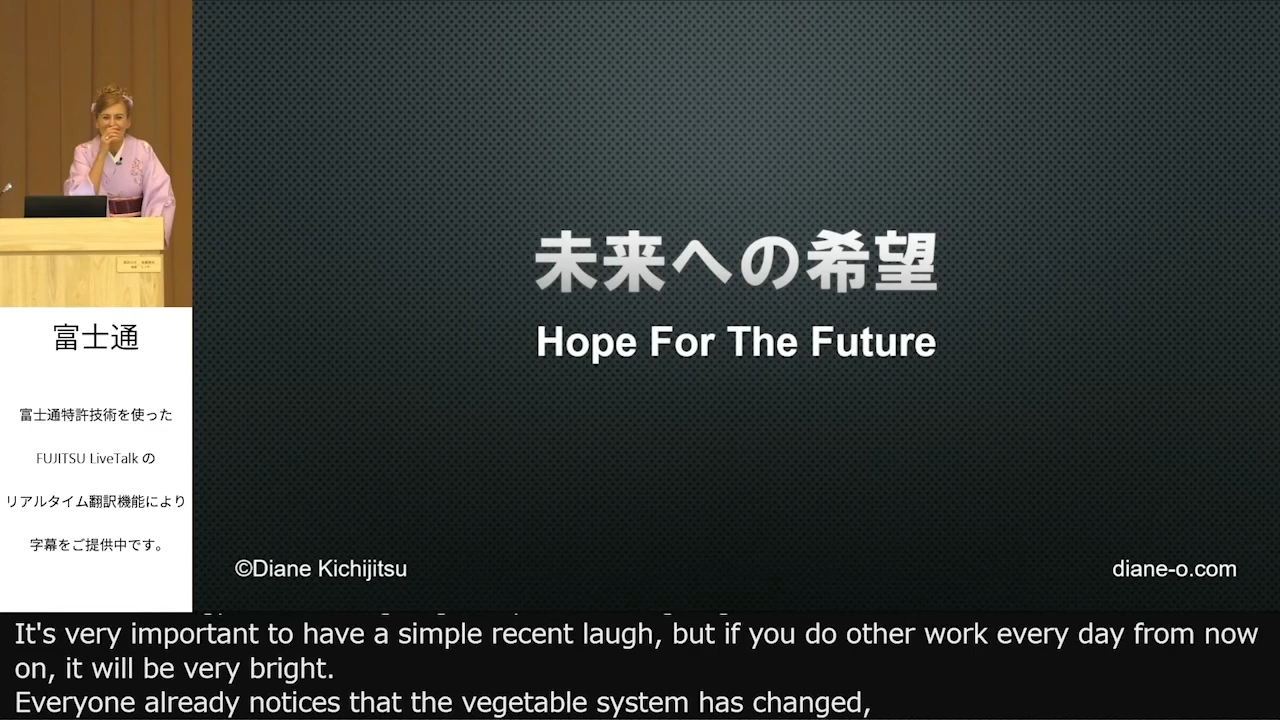 未来への希望
Hope For The Future
©Diane Kichijitsu
diane-o.com
富士通
富士通特許技術を使った
FUJITSU LiveTalk の
リアルタイム翻訳機能により
字幕をご提供中です。
It's very important to have a simple recent laugh, but if you do other work every day from now
on, it will be very bright.
Everyone already notices that the vegetable system has changed,